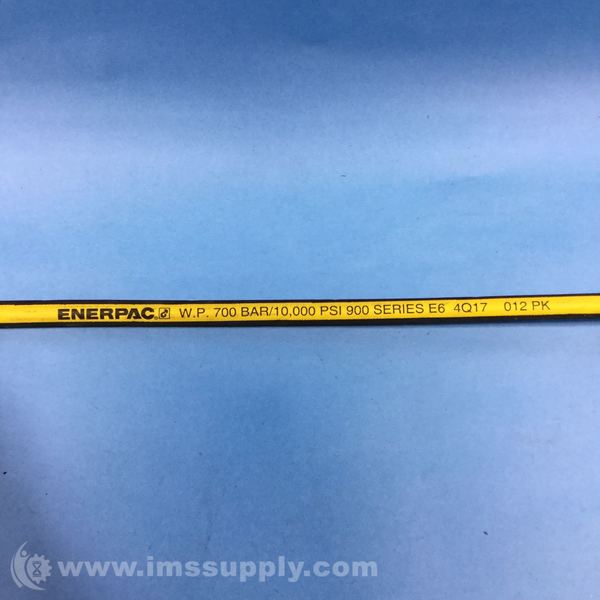 ENERPAC® W.P. 700 BAR/10,000 PSI 900 SERIES E6 4Q17 012 PK
www.imssupply.com